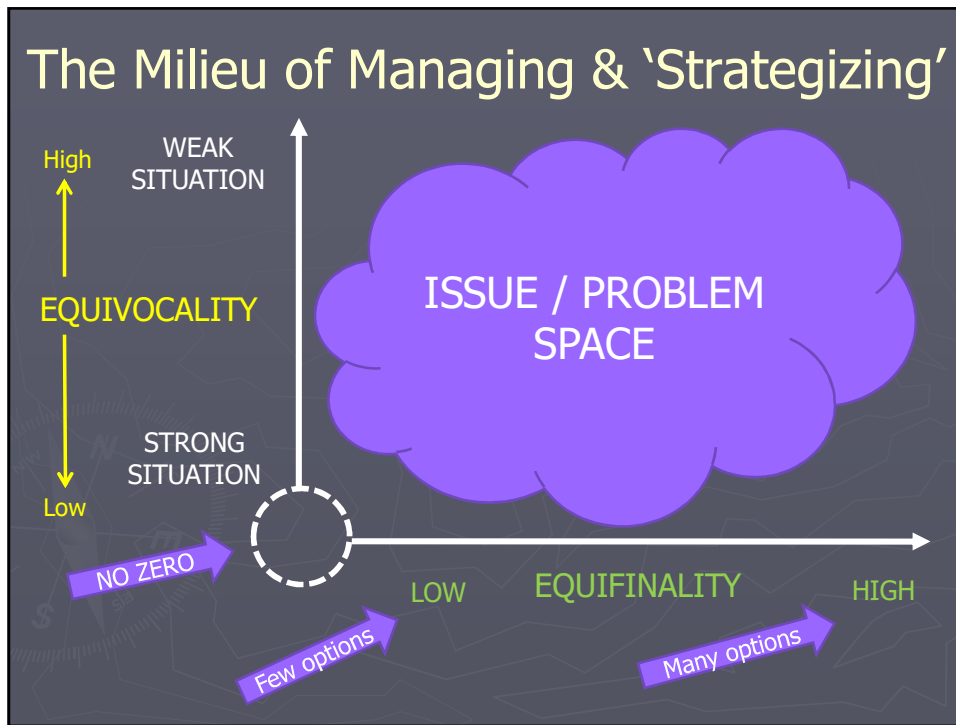 The Milieu of Managing & ‘Strategizing’
High
WEAK
SITUATION
EQUIVOCALITY
ISSUE / PROBLEM
SPACE
STRONG
SITUATION
Low
NO ZERO
LOW
EQUIFINALITY
HIGH
Few options
Many options
N
S